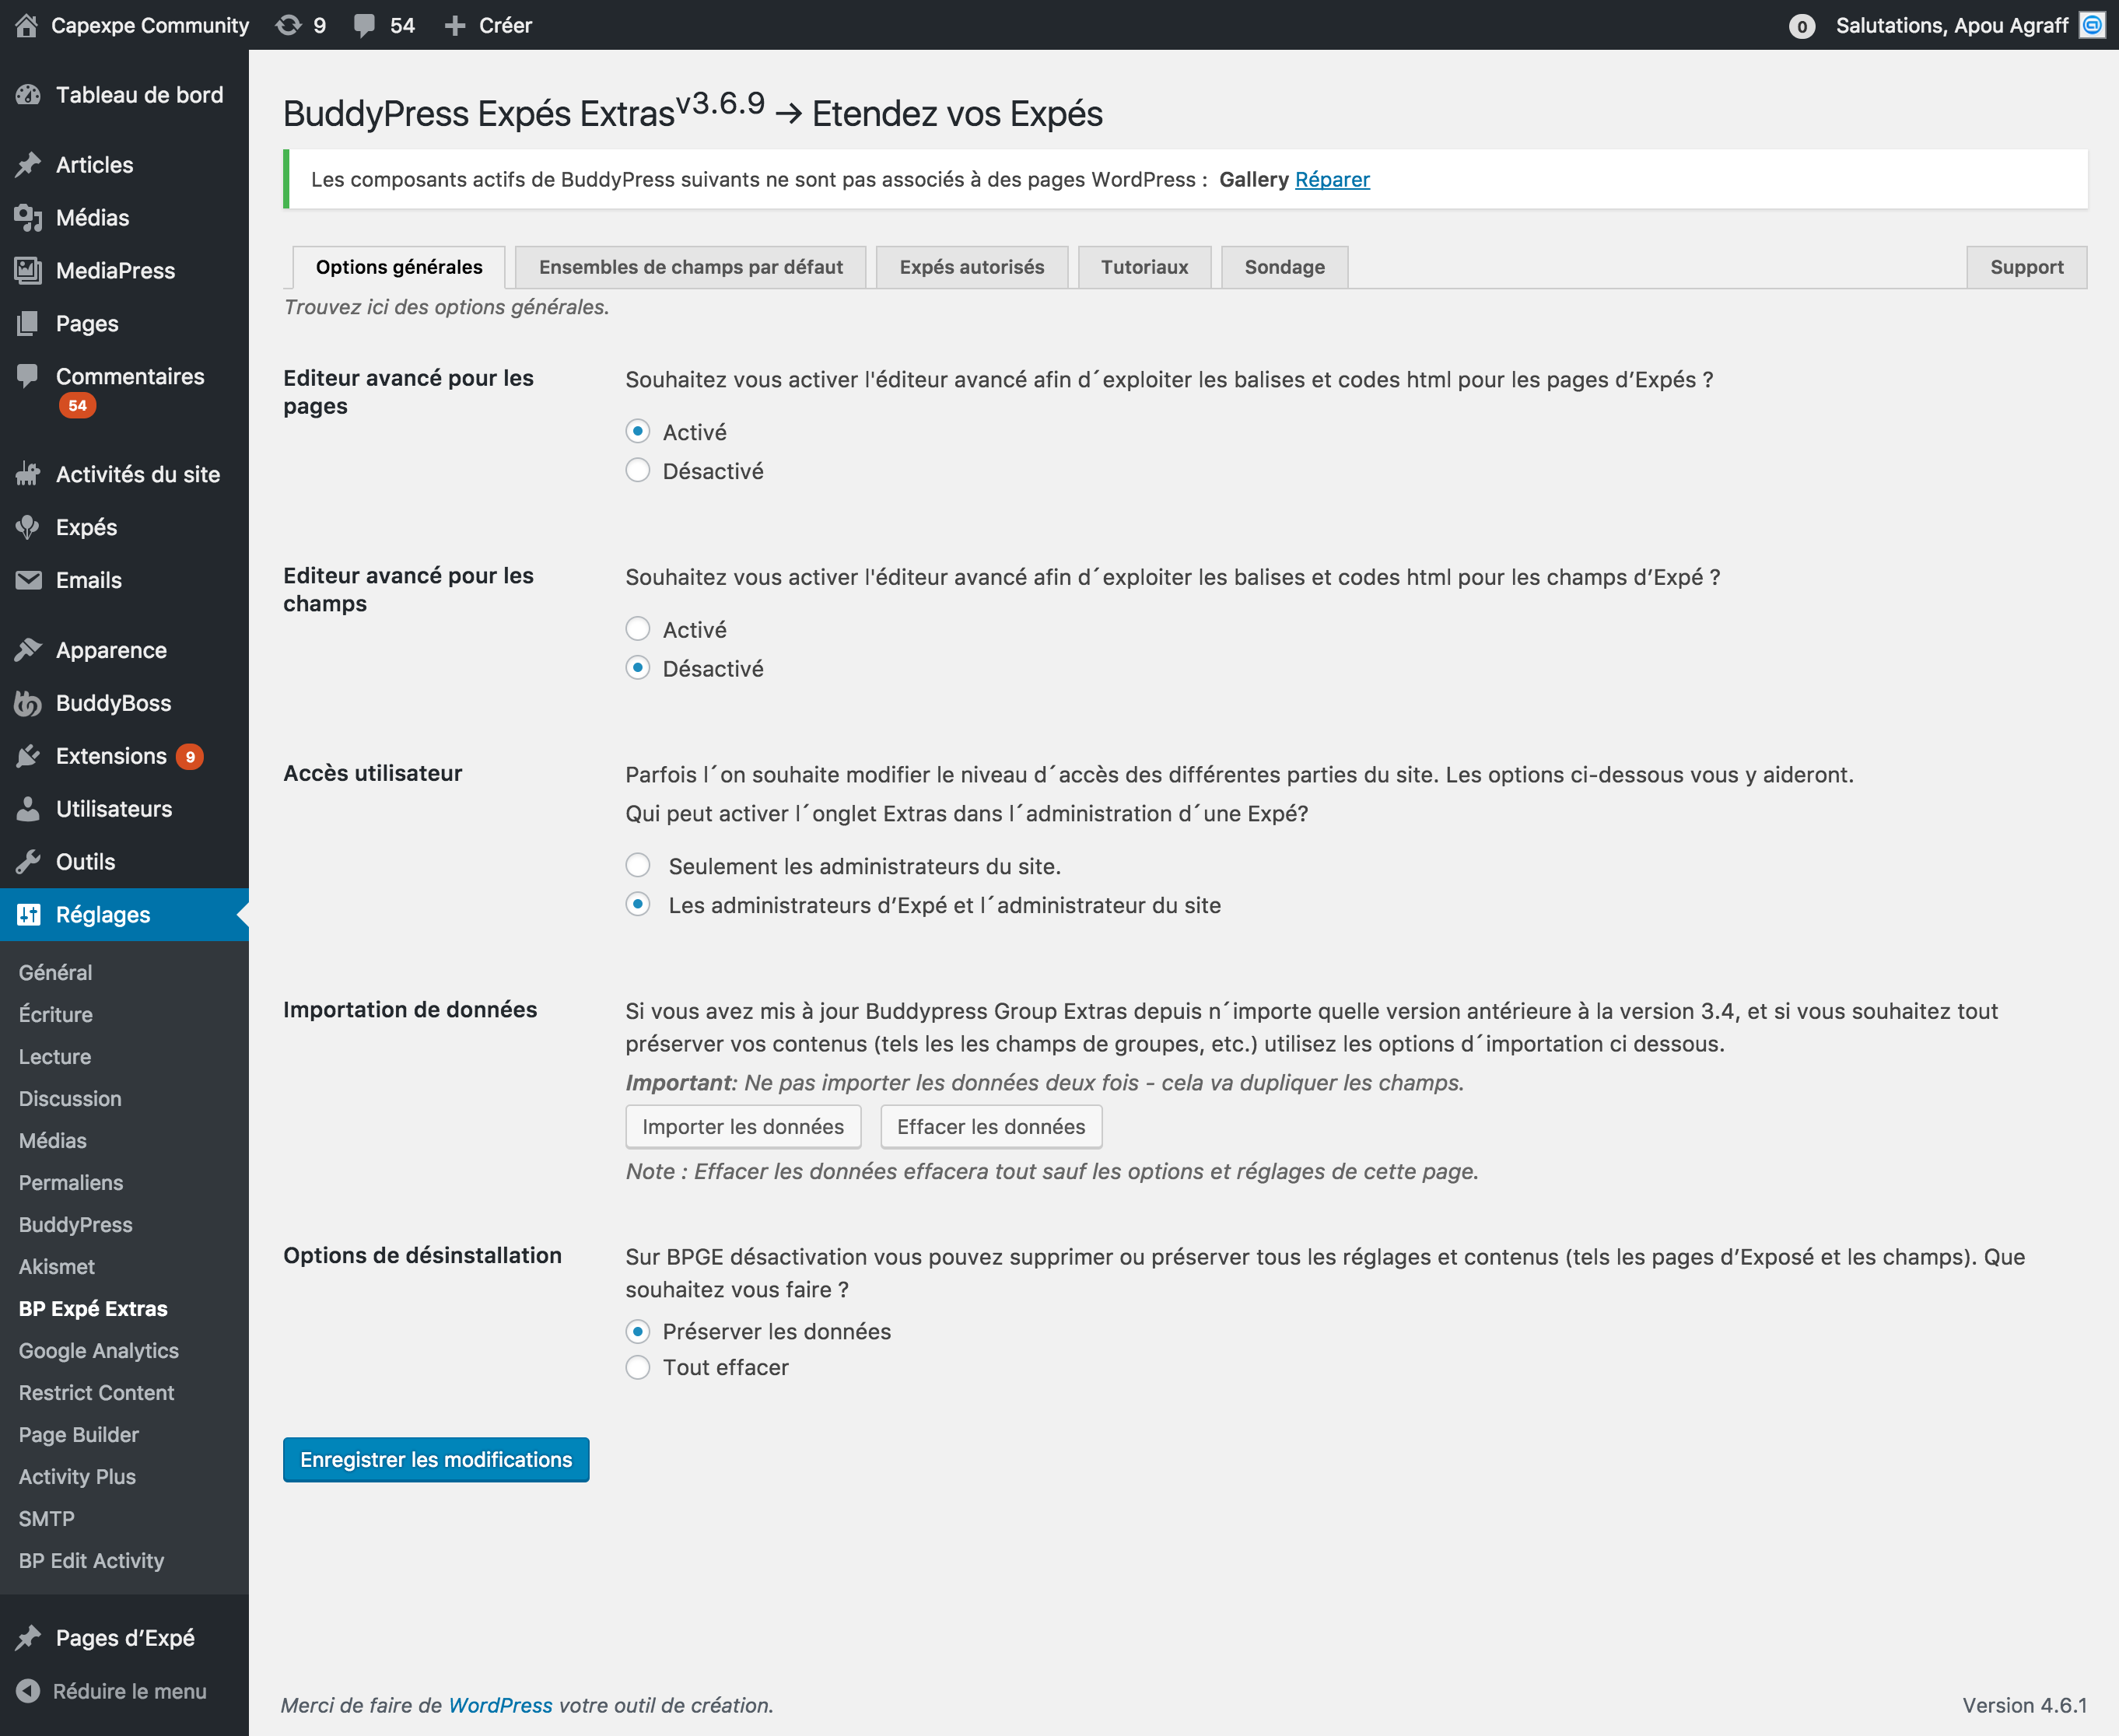 Capexpe Community 9 54 + Créer 0 Salutations, Apou Agraff
Tableau de bord
Articles
Médias
MediaPress
Pages
Commentaires
54
Activités du site
Expés
Emails
Apparence
BuddyBoss
Extensions 9
Utilisateurs
Outils
Réglages
Général
Écriture
Lecture
Discussion
Médias
Permaliens
BuddyPress
Akismet
BP Expé Extras
Google Analytics
Restrict Content
Page Builder
Activity Plus
SMTP
BP Edit Activity
Pages d’Expé
Réduire le menu
BuddyPress Expés Extras v3.6.9 → Etendez vos Expés
Les composants actifs de BuddyPress suivants ne sont pas associés à des pages WordPress : Gallery Réparer
Options générales Ensembles de champs par défaut Expés autorisés Tutoriaux Sondage Support
Trouvez ici des options générales.
Editeur avancé pour les
pages
Souhaitez vous activer l'éditeur avancé afin d´exploiter les balises et codes html pour les pages d’Expés ?
Activé
Désactivé
Editeur avancé pour les
champs
Souhaitez vous activer l'éditeur avancé afin d´exploiter les balises et codes html pour les champs d’Expé ?
Activé
Désactivé
Accès utilisateur
Parfois l´on souhaite modifier le niveau d´accès des différentes parties du site. Les options ci-dessous vous y aideront.
Qui peut activer l´onglet Extras dans l´administration d´une Expé?
Seulement les administrateurs du site.
Les administrateurs d’Expé et l´administrateur du site
Importation de données
Si vous avez mis à jour Buddypress Group Extras depuis n´importe quelle version antérieure à la version 3.4, et si vous souhaitez tout
préserver vos contenus (tels les les champs de groupes, etc.) utilisez les options d´importation ci dessous.
Important: Ne pas importer les données deux fois - cela va dupliquer les champs.
Importer les données Effacer les données
Note : Effacer les données effacera tout sauf les options et réglages de cette page.
Options de désinstallation
Sur BPGE désactivation vous pouvez supprimer ou préserver tous les réglages et contenus (tels les pages d’Exposé et les champs). Que
souhaitez vous faire ?
Préserver les données
Tout effacer
Enregistrer les modifications
Merci de faire de WordPress votre outil de création. Version 4.6.1